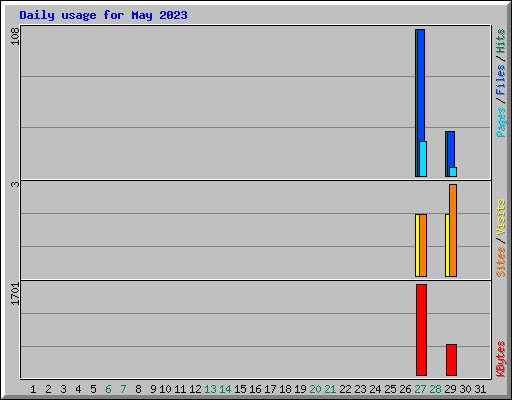 Daily usage for May 2023
108
3
1701
Pages / Files / Hits
Sites / Visits
KBytes
1 2 3 4 5 6 7 8 9 10 11 12 13 14 15 16 17 18 19 20 21 22 23 24 25 26 27 28 29 30 31